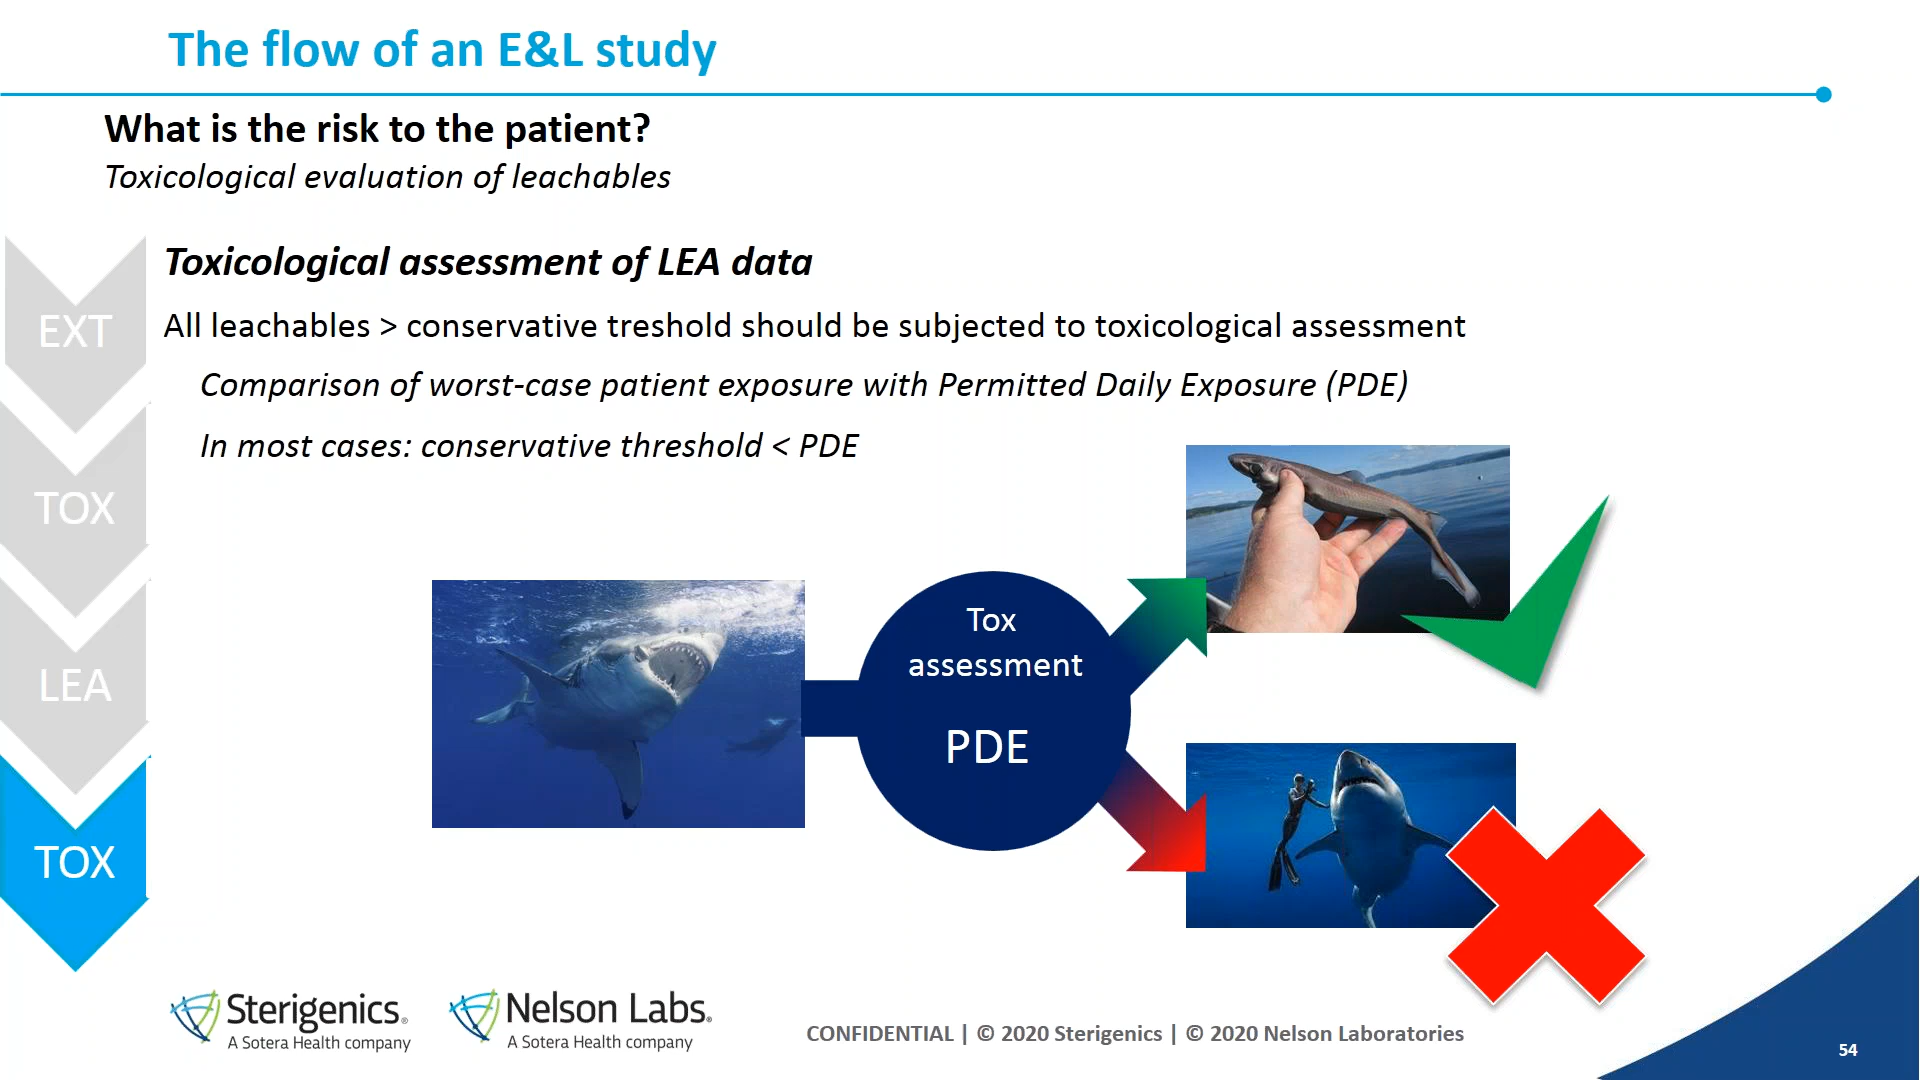 The flow of an E&L study
What is the risk to the patient?
Toxicological evaluation of leachables
Toxicological assessment of LEA data
EXT
All leachables > conservative treshold should be subjected to toxicological assessment
Comparison of worst-case patient exposure with Permitted Daily Exposure (PDE)
In most cases: conservative threshold < PDE
TOX
LEA
TOX
Tox
assessment
PDE
Sterigenics®
A Sotera Health company
Nelson Labs®
A Sotera Health company
CONFIDENTIAL | © 2020 Sterigenics | © 2020 Nelson Laboratories
54